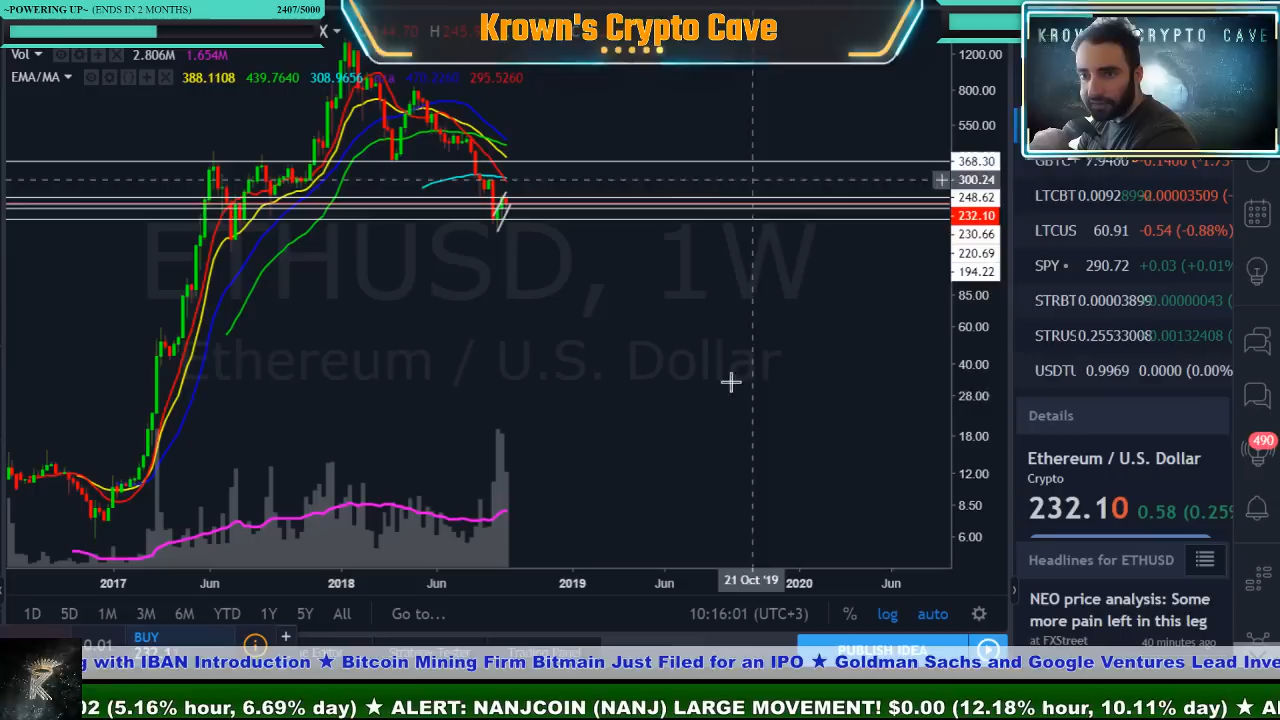 ~POWERING UP~ (ENDS IN 2 MONTHS) 2407/5000
Krown's Crypto Cave
KROWN'S CRYPTO CAVE
Vol 2.806M 1.654M
EMA/MA 388.1108 439.7640 308.9656 n/a 295.5260
1200.00
800.00
550.00
368.30
300.24
248.62
232.10
230.66
220.69
194.22
85.00
60.00
40.00
28.00
18.00
12.00
8.50
6.00
ETHUSD, 1W
Ethereum / U.S. Dollar
2017 Jun 2018 Jun 2019 Jun 21 Oct '19 2020 Jun
1D 5D 1M 3M 6M YTD 1Y 5Y All Go to... 10:16:01 (UTC+3) % log auto
BUY
PUBLISH IDEA
LTCBT 0.0092
LTCUS 60.91 -0.54 (-0.88%)
SPY 290.72 +0.03 (+0.01%
STRBT 0.00003899
STRUS 0.25533008
USDTU 0.9969 0.0000 (0.00%
490
Details
Ethereum / U.S. Dollar
Crypto
232.10 0.58 (0.25%
Headlines for ETHUSD
NEO price analysis: Some
more pain left in this leg
at FXStreet 40 minutes ago
g with IBAN Introduction ★ Bitcoin Mining Firm Bitmain Just Filed for an IPO ★ Goldman Sachs and Google Ventures Lead Inve
02 (5.16% hour, 6.69% day) ★ ALERT: NANJCOIN (NANJ) LARGE MOVEMENT! $0.00 (12.18% hour, 10.11% day) ★ A